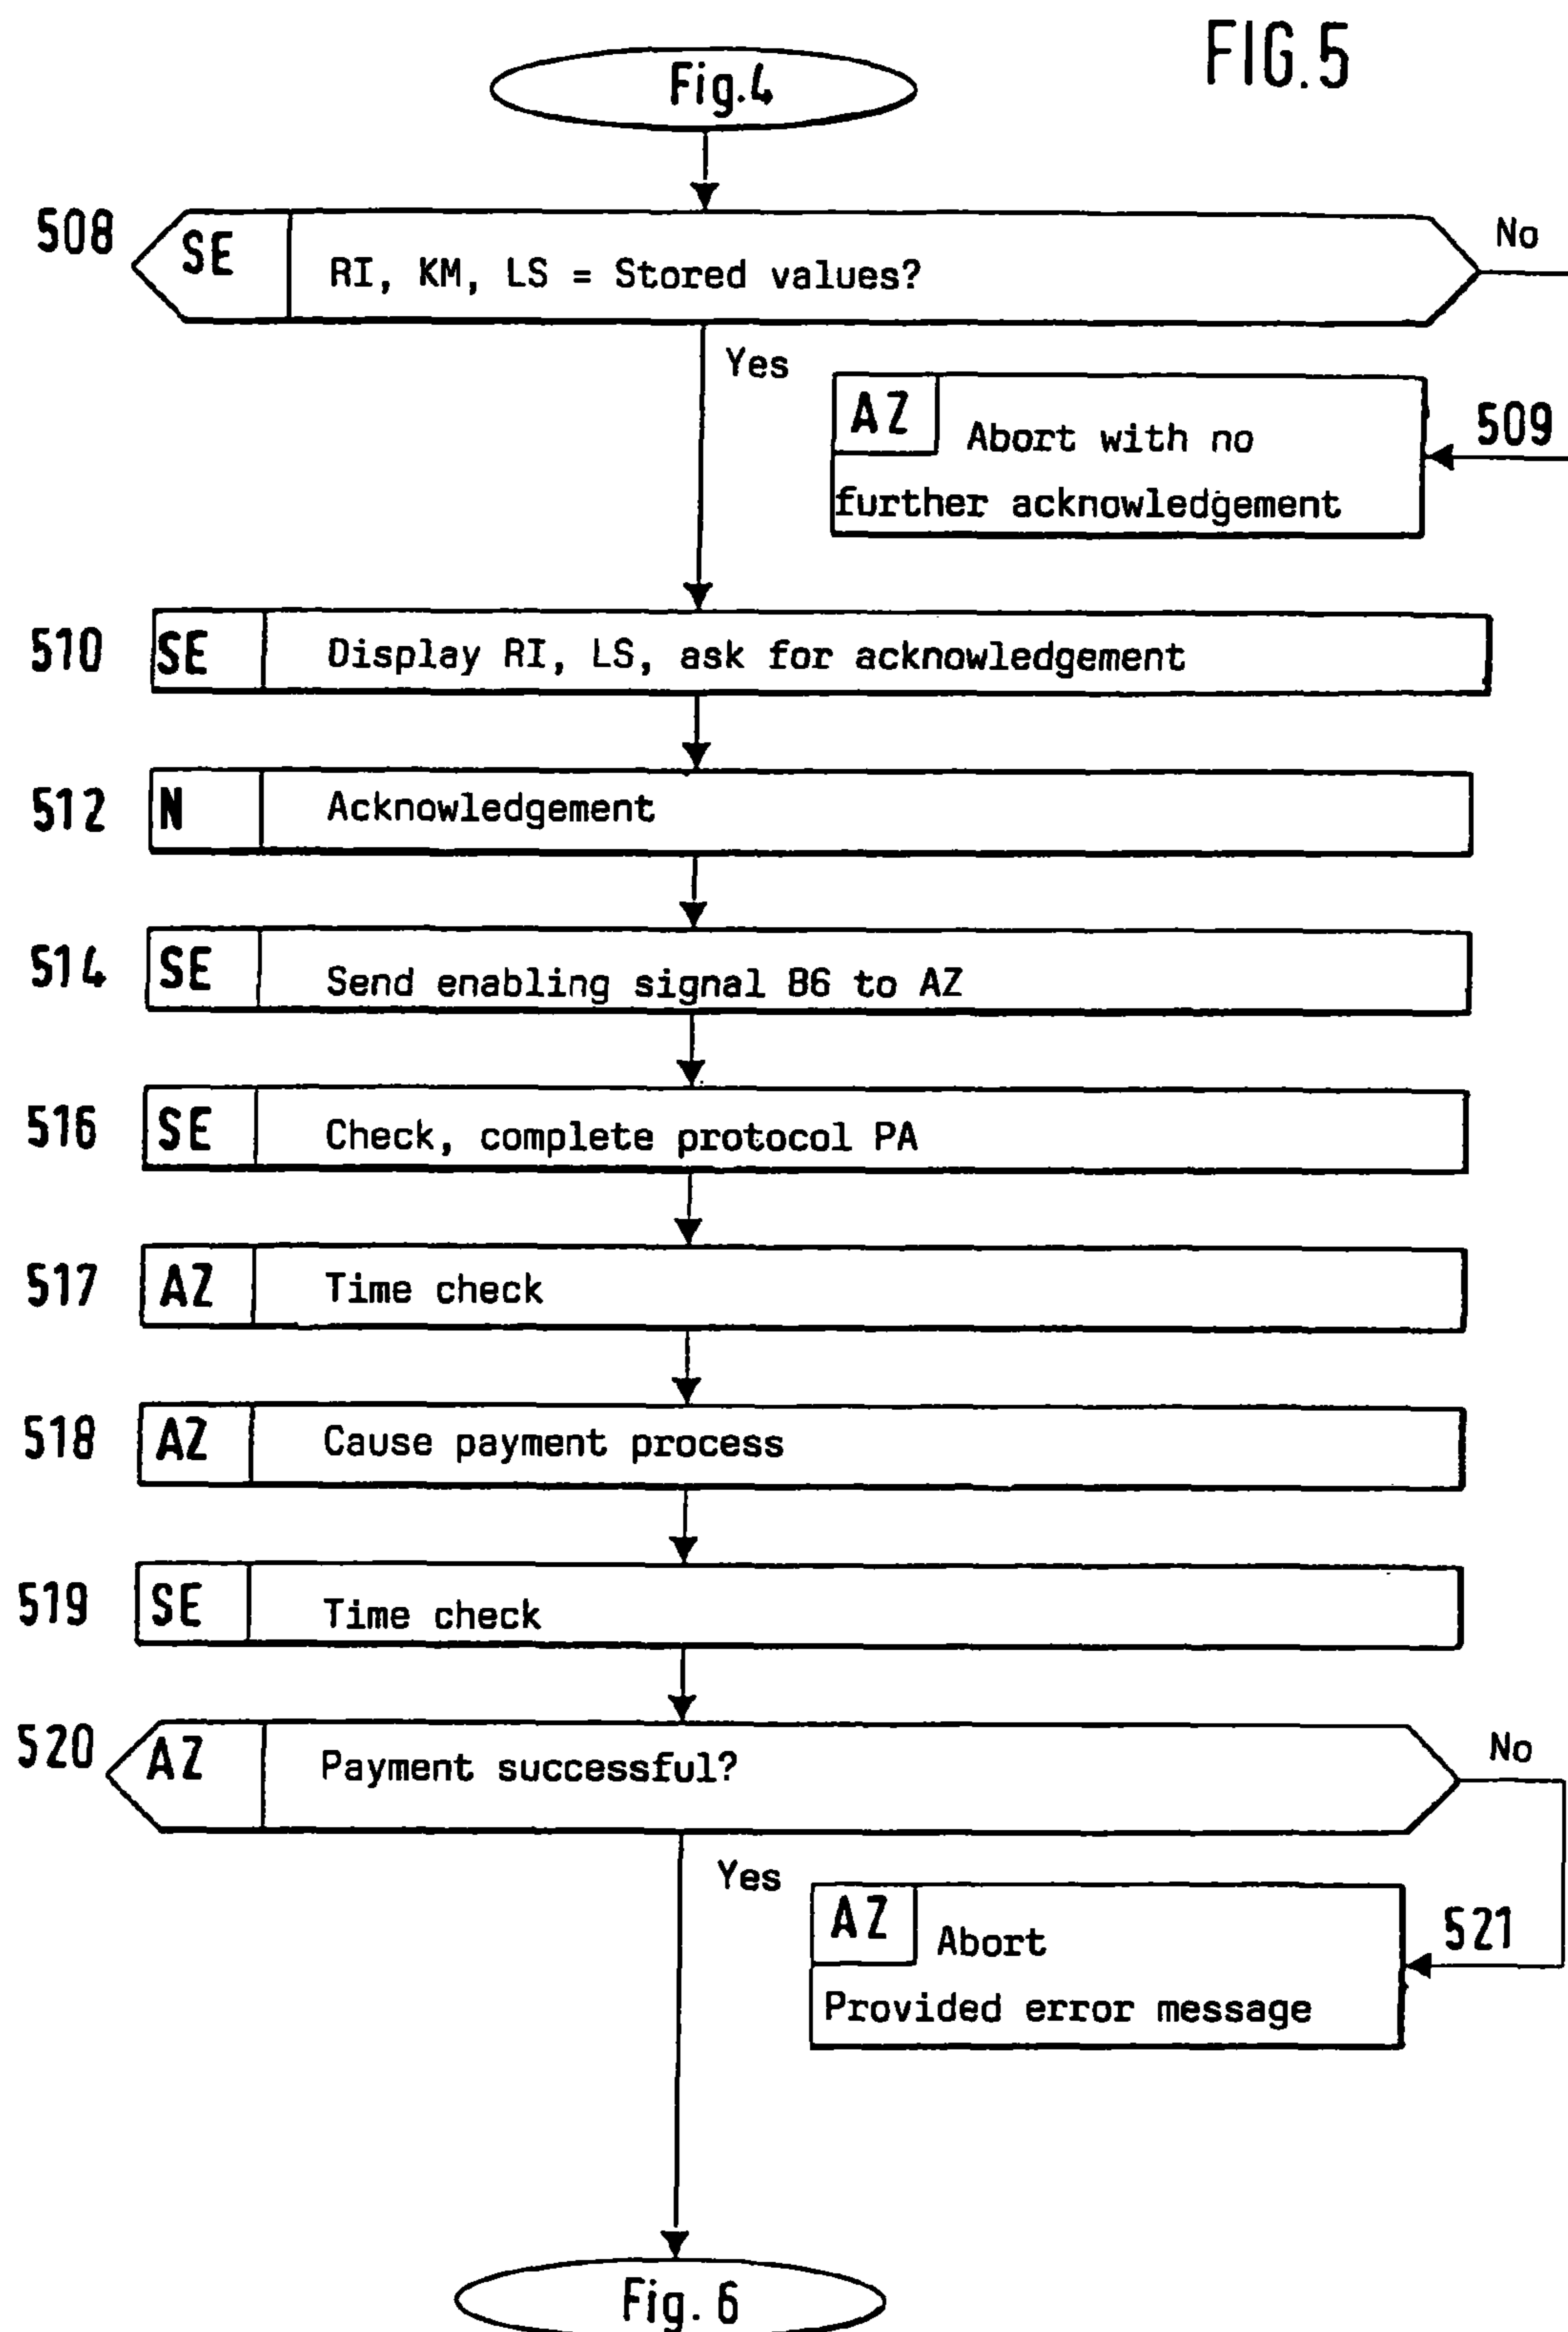 FIG.5
Fig.4
508
SE
RI, KM, LS = Stored values?
No
Yes
AZ
Abort with no
further acknowledgement
509
510
SE
Display RI, LS, ask for acknowledgement
512
N
Acknowledgement
514
SE
Send enabling signal B6 to AZ
516
SE
Check, complete protocol PA
517
AZ
Time check
518
AZ
Cause payment process
519
SE
Time check
520
AZ
Payment successful?
No
Yes
AZ
Abort
Provided error message
521
Fig. 6